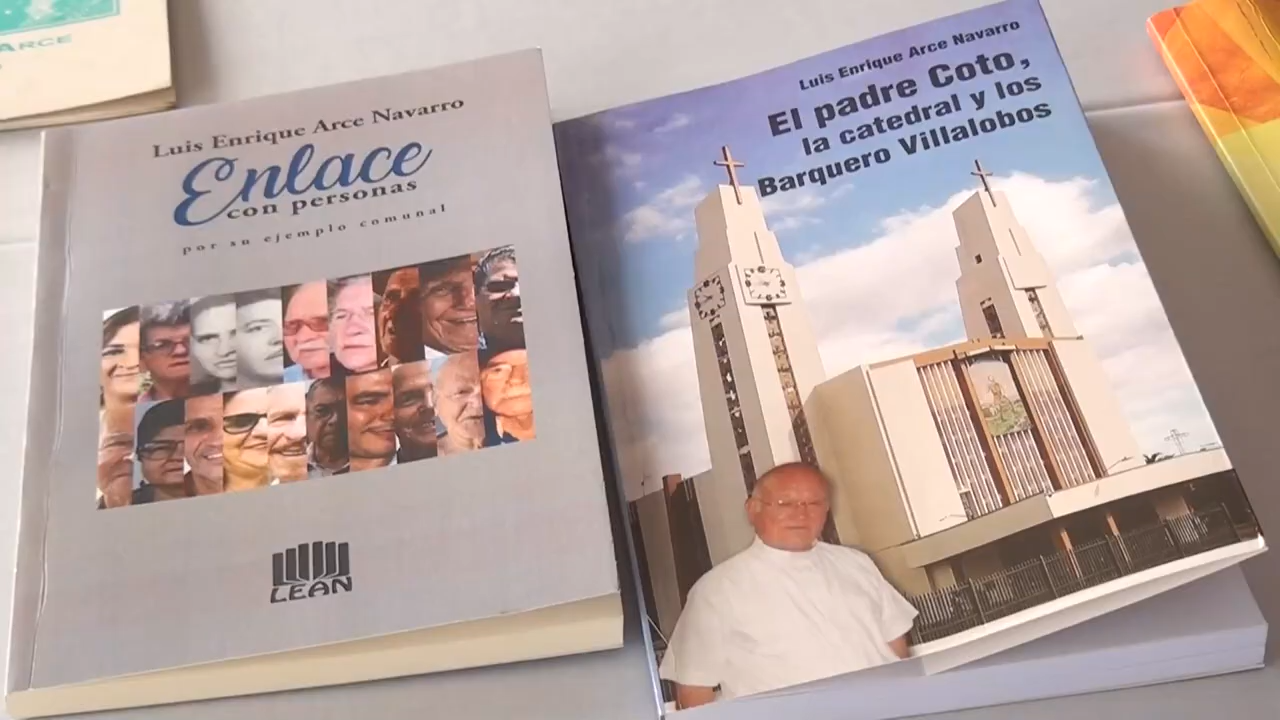 ARCE
Luis Enrique Arce Navarro
Enlace
con personas
por su ejemplo comunal
LEAN
Luis Enrique Arce Navarro
El padre Coto,
la catedral y los
Barquero Villalobos